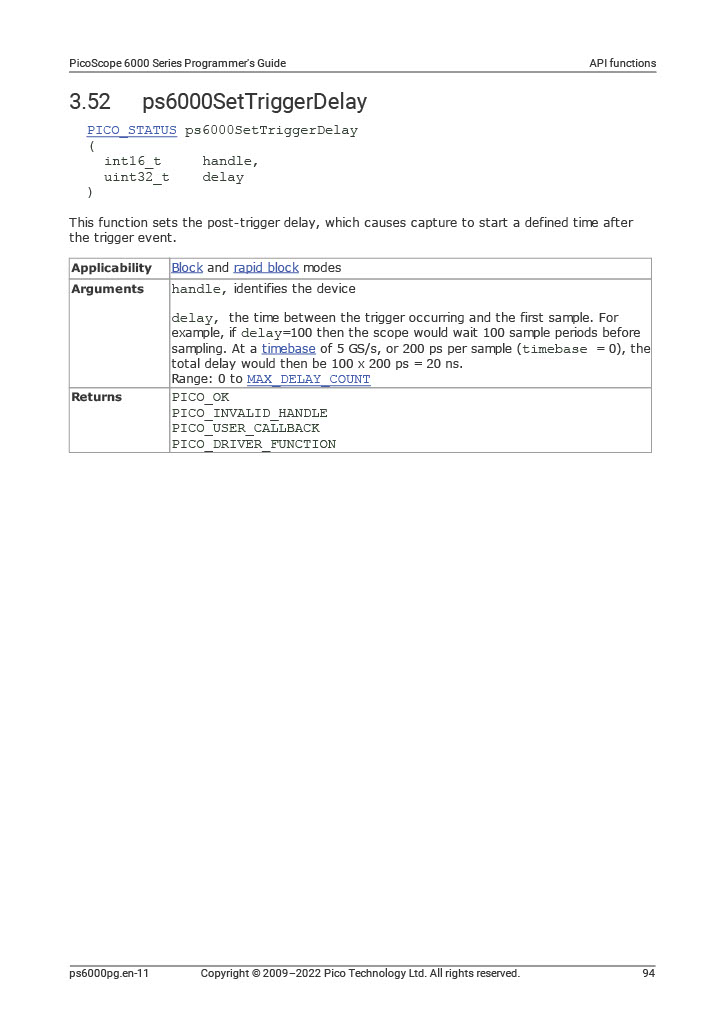 PicoScope 6000 Series Programmer's Guide API functions
3.52 ps6000SetTriggerDelay
PICO_STATUS ps6000SetTriggerDelay
(
int16_t handle,
uint32_t delay
)
This function sets the post-trigger delay, which causes capture to start a defined time after
the trigger event.
Applicability Block and rapid block modes
Arguments handle, identifies the device
delay, the time between the trigger occurring and the first sample. For
example, if delay=100 then the scope would wait 100 sample periods before
sampling. At a timebase of 5 GS/s, or 200 ps per sample (timebase = 0), the
total delay would then be 100 x 200 ps = 20 ns.
Range: 0 to MAX_DELAY_COUNT
Returns PICO_OK
PICO_INVALID_HANDLE
PICO_USER_CALLBACK
PICO_DRIVER_FUNCTION
ps6000pg.en-11 Copyright © 2009–2022 Pico Technology Ltd. All rights reserved. 94